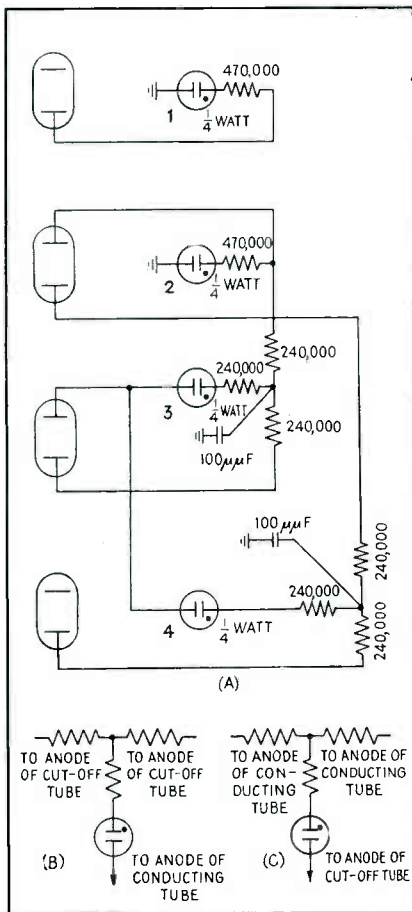 470,000
1
1/4 WATT
470,000
2
1/4 WATT
240,000
240,000
3
1/4 WATT
240,000
100μμF
100μμF
240,000
240,000
4
1/4 WATT
240,000
(A)
TO ANODE
OF CUT-OFF
TUBE
TO ANODE
OF CUT-OFF
TUBE
(B)
TO ANODE OF
CONDUCTING
TUBE
TO ANODE
OF CON-
DUCTING
TUBE
TO ANODE OF
CONDUCTING
TUBE
(C)
TO ANODE OF
CUT-OFF TUBE